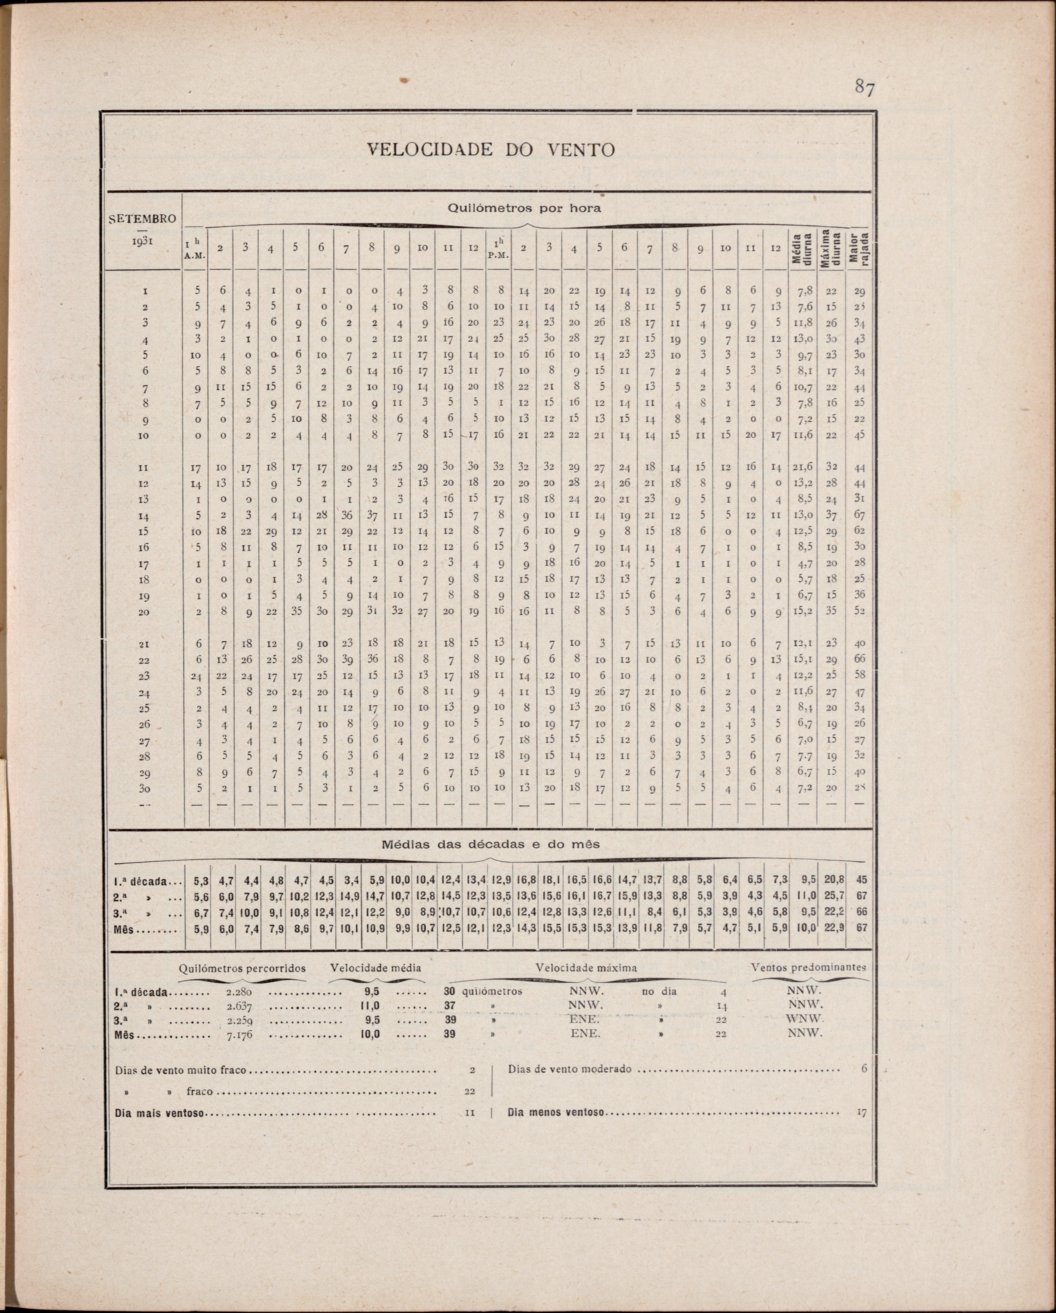 87
VELOCIDADE DO VENTO
SETEMBRO
1931
Quilómetros por hora
1h A.M. 2 3 4 5 6 7 8 9 10 11 12 1h P.M. 2 3 4 5 6 7 8 9 10 11 12 Média diurna Máxima diurna Maior rajada
1 5 6 4 1 0 1 0 0 4 3 8 8 8 14 20 22 19 14 12 9 6 8 6 9 7,8 22 29
2 5 4 3 5 1 0 0 4 10 8 6 10 10 11 14 15 14 8 11 5 7 11 7 13 7,6 15 25
3 9 7 4 6 9 6 2 2 4 9 16 20 23 24 23 20 26 18 17 11 4 9 9 5 11,8 26 34
4 3 2 1 0 1 0 0 2 12 21 17 24 25 25 30 28 27 21 15 19 9 7 12 12 13,0 30 43
5 10 4 0 0 6 10 7 2 11 17 19 14 10 16 16 10 14 23 23 10 3 3 2 3 9,7 23 30
6 5 8 8 5 3 2 6 14 16 17 13 11 7 10 8 9 15 11 7 2 4 5 3 5 8,1 17 34
7 9 11 15 15 6 2 2 10 19 14 19 20 18 22 21 8 5 9 13 5 2 3 4 6 10,7 22 44
8 7 5 5 9 7 12 10 9 11 3 5 5 1 12 15 16 12 14 11 4 8 1 2 3 7,8 16 25
9 0 0 2 5 10 8 3 8 6 4 6 5 10 13 12 15 13 15 14 8 4 2 0 0 7,2 15 22
10 0 0 2 2 4 4 4 8 7 8 15 17 16 21 22 22 21 14 14 15 11 15 20 17 11,6 22 45
11 17 10 17 18 17 17 20 24 25 29 30 30 32 32 32 29 27 24 18 14 15 12 16 14 21,6 32 44
12 14 13 15 9 5 2 5 3 3 13 20 18 20 20 20 28 24 26 21 18 8 9 4 0 13,2 28 44
13 1 0 0 0 0 1 1 2 3 4 16 15 17 18 18 24 20 21 23 9 5 1 0 4 8,5 24 31
14 5 2 3 4 14 28 36 37 11 13 15 7 8 9 10 11 14 19 21 12 5 5 12 11 13,0 37 67
15 10 18 22 29 12 21 29 22 12 14 12 8 7 6 10 9 9 8 15 18 6 0 0 4 12,5 29 62
16 5 8 11 8 7 10 11 11 10 12 12 6 15 3 9 7 19 14 14 4 7 1 0 1 8,5 19 30
17 1 1 1 1 5 5 5 1 0 2 3 4 9 9 18 16 20 14 5 1 1 1 0 1 4,7 20 28
18 0 0 0 1 3 4 4 2 1 7 9 8 12 15 18 17 13 13 7 2 1 1 0 0 5,7 18 25
19 1 0 1 5 4 5 9 14 10 7 8 8 9 8 10 12 13 15 6 4 7 3 2 1 6,7 15 36
20 2 8 9 22 35 30 29 31 32 27 20 19 16 16 11 8 8 5 3 6 4 6 9 9 15,2 35 52
21 6 7 18 12 9 10 23 18 18 21 18 15 13 14 7 10 3 7 15 13 11 10 6 7 12,1 23 40
22 6 13 26 25 28 30 39 36 18 8 7 8 19 6 6 8 10 12 10 6 13 6 9 13 15,1 29 66
23 24 22 24 17 17 25 12 15 13 13 17 18 11 14 12 10 6 10 4 0 2 1 1 4 12,2 25 58
24 3 5 8 20 24 20 14 9 6 8 11 9 4 11 13 19 26 27 21 10 6 2 0 2 11,6 27 47
25 2 4 4 2 4 11 12 17 10 10 13 9 10 8 9 13 20 16 8 8 2 3 4 2 8,4 20 34
26 3 4 4 2 7 10 8 9 10 9 10 5 5 10 19 17 10 2 2 0 2 4 3 5 6,7 19 26
27 4 3 4 1 4 5 6 6 4 6 2 6 7 18 15 15 15 12 6 9 5 3 5 6 7,0 15 27
28 6 5 5 4 5 6 3 6 4 2 12 12 18 19 15 14 12 11 3 3 3 3 6 7 7,7 19 32
29 8 9 6 7 5 4 3 4 2 6 7 15 9 11 12 9 7 2 6 7 4 3 6 8 6,7 15 40
30 5 2 1 1 5 3 1 2 5 6 10 10 10 13 20 18 17 12 9 5 5 4 6 4 7,2 20 28
— — — — — — — — — — — — — — — — — — — — — — — — — — — —
Médias das décadas e do mês
1.ª década... 5,3 4,7 4,4 4,8 4,7 4,5 3,4 5,9 10,0 10,4 12,4 13,4 12,9 16,8 18,1 16,5 16,6 14,7 13,7 8,8 5,8 6,4 6,5 7,3 9,5 20,8 45
2.ª » ... 5,6 6,0 7,9 9,7 10,2 12,3 14,9 14,7 10,7 12,8 14,5 12,3 13,5 13,6 15,6 16,1 16,7 15,9 13,3 8,8 5,9 3,9 4,3 4,5 11,0 25,7 67
3.ª » ... 6,7 7,4 10,0 9,1 10,8 12,4 12,1 12,2 9,0 8,9 10,7 10,7 10,6 12,4 12,8 13,3 12,6 11,1 8,4 6,1 5,3 3,9 4,6 5,8 9,5 22,2 66
Mês........ 5,9 6,0 7,4 7,9 8,6 9,7 10,1 10,9 9,9 10,7 12,5 12,1 12,3 14,3 15,5 15,3 15,3 13,9 11,8 7,9 5,7 4,7 5,1 5,9 10,0 22,9 67
Quilómetros percorridos Velocidade média Velocidade máxima Ventos predominantes
1.ª década........ 2.280 .............. 9,5 ...... 30 quilómetros NNW. no dia 4 NNW.
2.ª » ........ 2.637 .............. 11,0 ...... 37 » NNW. » 14 NNW.
3.ª » ........ 2.259 .............. 9,5 ...... 39 » ENE. » 22 WNW.
Mês.............. 7.176 .............. 10,0 ...... 39 » ENE. » 22 NNW.
Dias de vento muito fraco.................................... 2 Dias de vento moderado ...................................... 6
» » fraco.......................................... 22
Dia mais ventoso............................................ 11 Dia menos ventoso............................................ 17